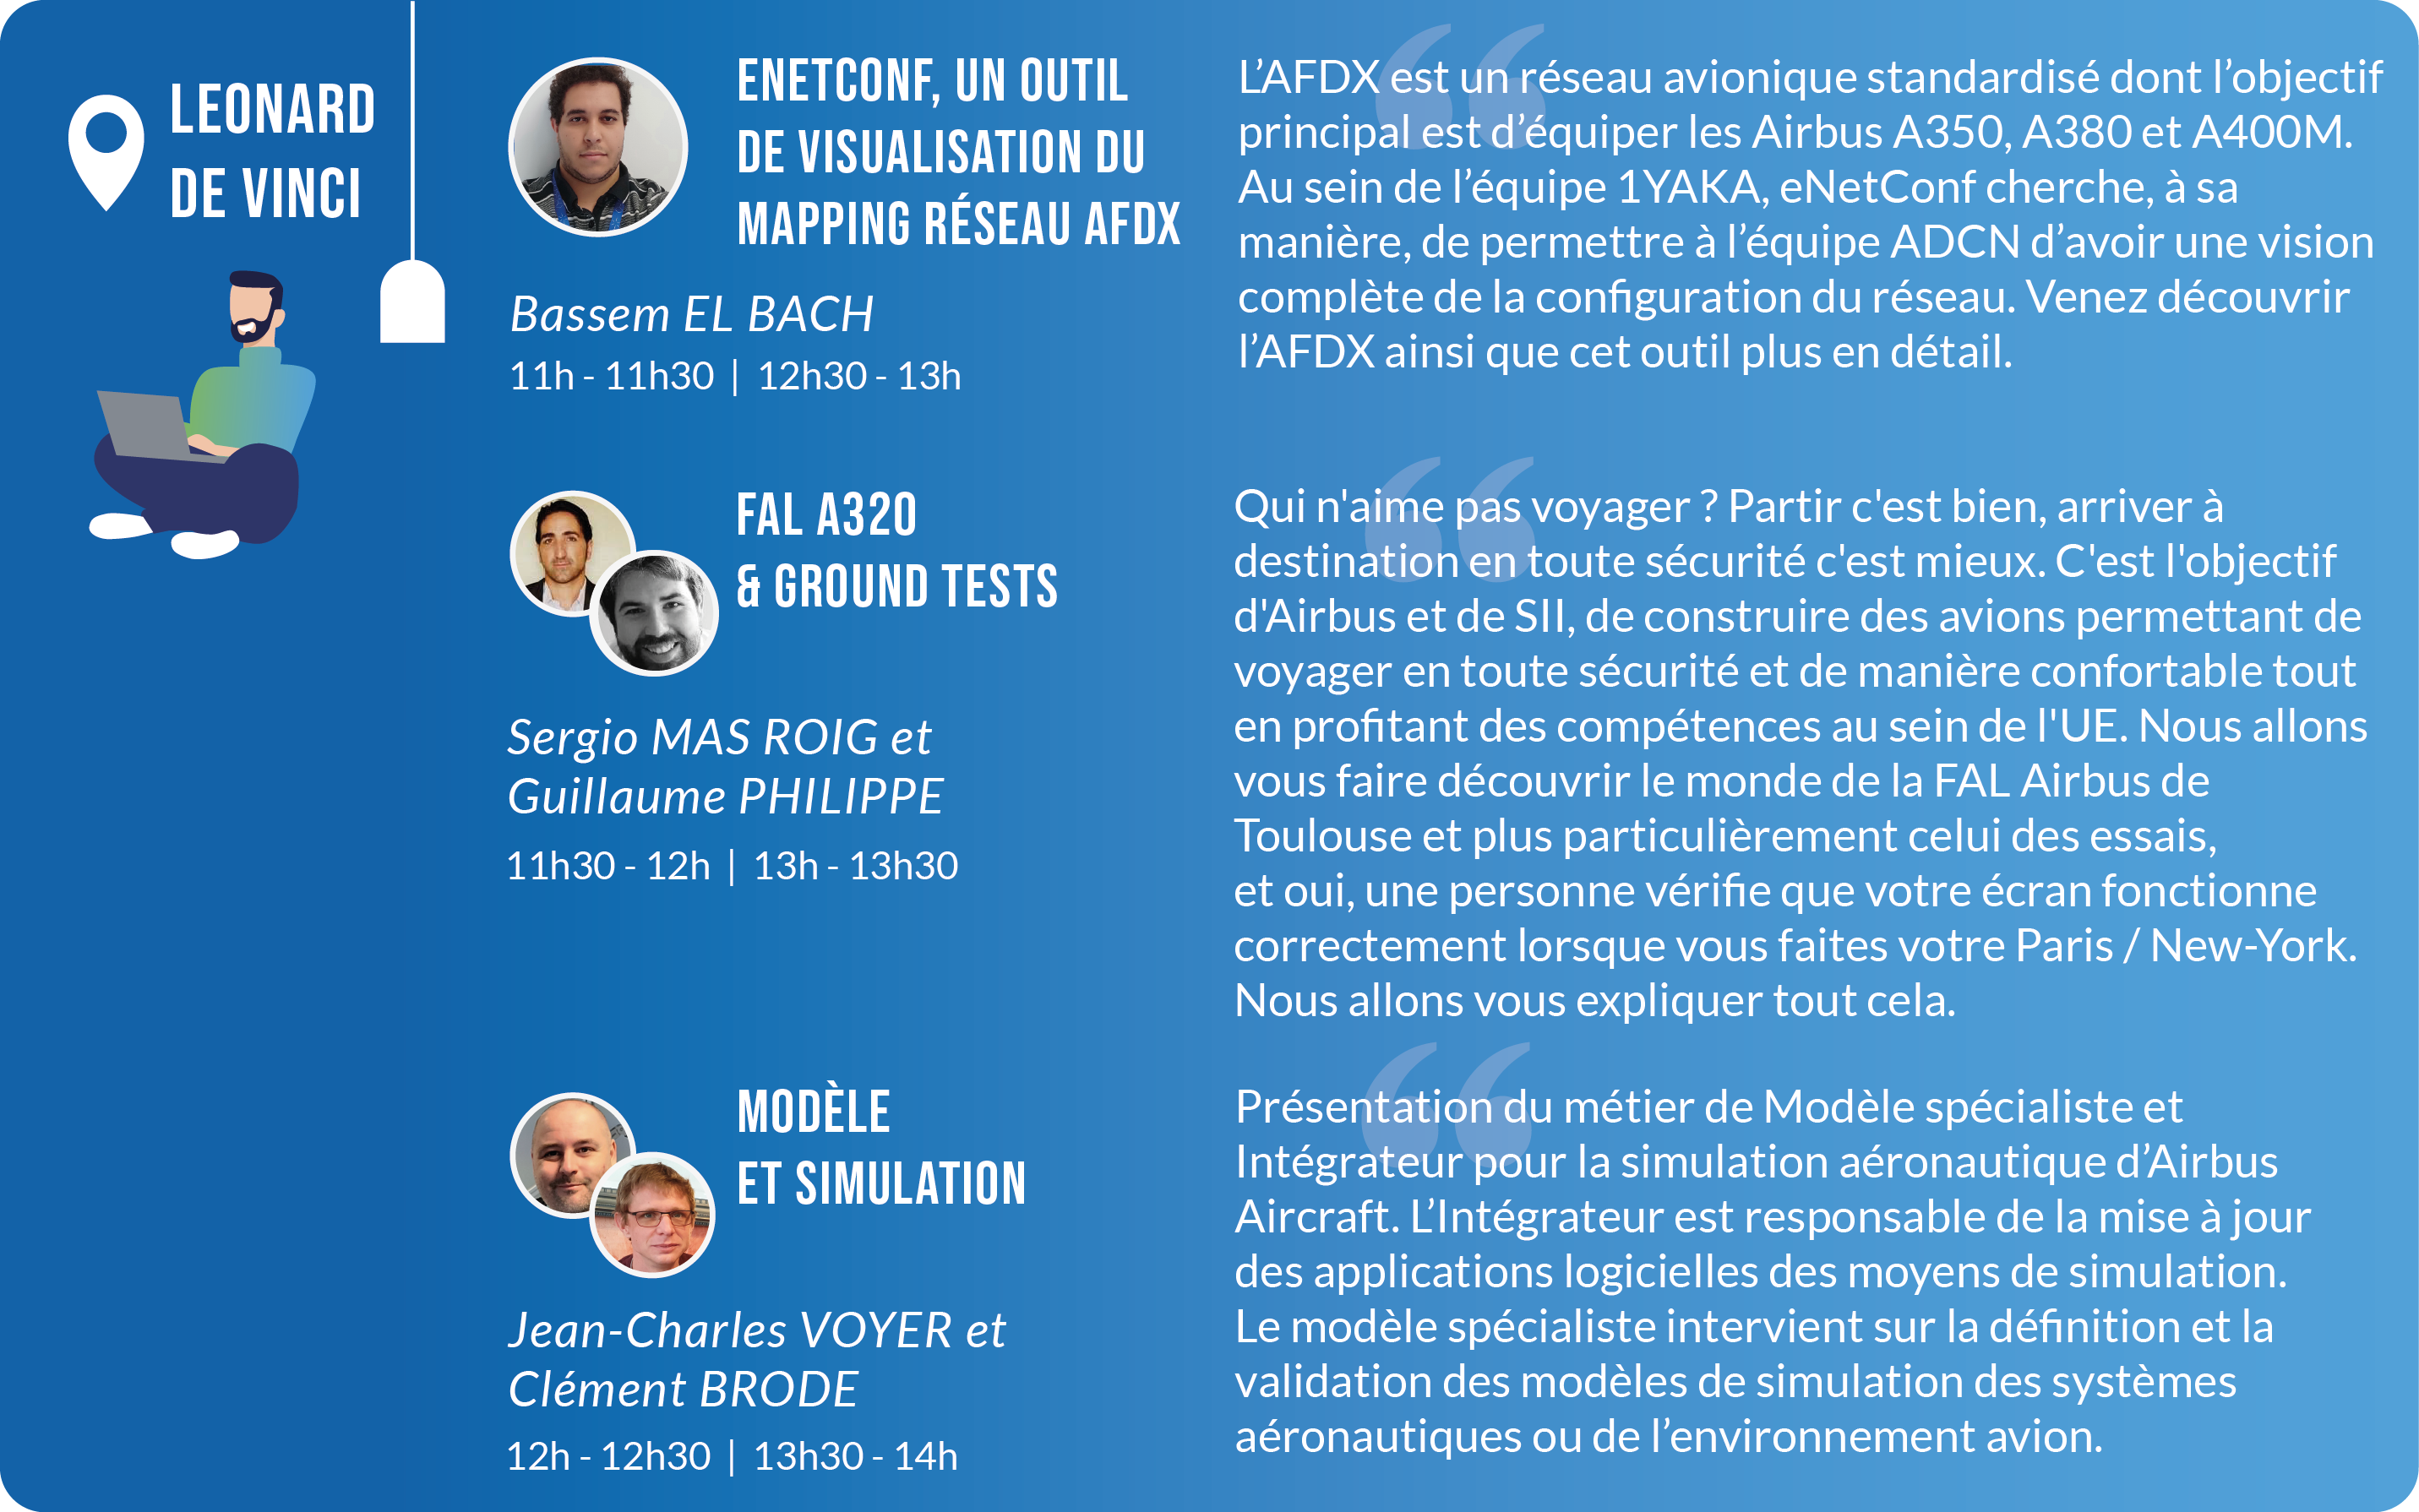 LEONARD
DE VINCI
ENETCONF, UN OUTIL
DE VISUALISATION DU
MAPPING RÉSEAU AFDX
Bassem EL BACH
11h - 11h30 | 12h30 - 13h
L’AFDX est un réseau avionique standardisé dont l’objectif
principal est d’équiper les Airbus A350, A380 et A400M.
Au sein de l’équipe 1YAKA, eNetConf cherche, à sa
manière, de permettre à l’équipe ADCN d’avoir une vision
complète de la configuration du réseau. Venez découvrir
l’AFDX ainsi que cet outil plus en détail.
FAL A320
& GROUND TESTS
Sergio MAS ROIG et
Guillaume PHILIPPE
11h30 - 12h | 13h - 13h30
Qui n'aime pas voyager ? Partir c'est bien, arriver à
destination en toute sécurité c'est mieux. C'est l'objectif
d'Airbus et de SII, de construire des avions permettant de
voyager en toute sécurité et de manière confortable tout
en profitant des compétences au sein de l'UE. Nous allons
vous faire découvrir le monde de la FAL Airbus de
Toulouse et plus particulièrement celui des essais,
et oui, une personne vérifie que votre écran fonctionne
correctement lorsque vous faites votre Paris / New-York.
Nous allons vous expliquer tout cela.
MODÈLE
ET SIMULATION
Jean-Charles VOYER et
Clément BRODE
12h - 12h30 | 13h30 - 14h
Présentation du métier de Modèle spécialiste et
Intégrateur pour la simulation aéronautique d’Airbus
Aircraft. L’Intégrateur est responsable de la mise à jour
des applications logicielles des moyens de simulation.
Le modèle spécialiste intervient sur la définition et la
validation des modèles de simulation des systèmes
aéronautiques ou de l’environnement avion.